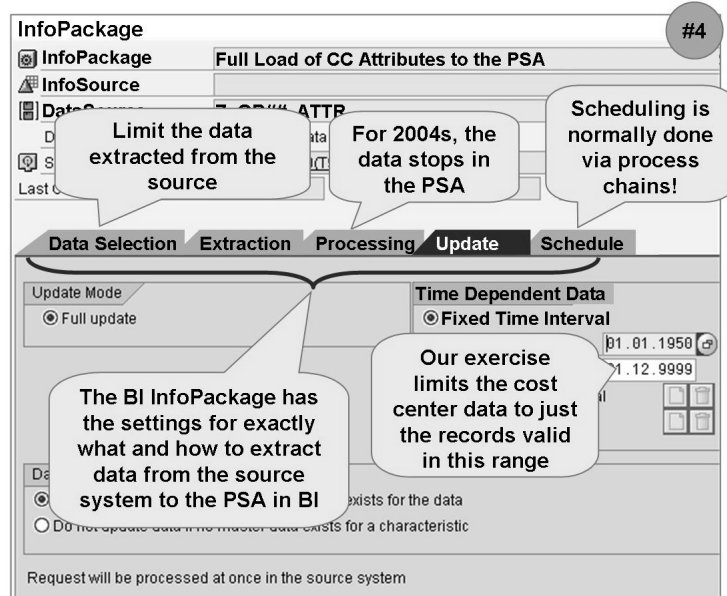 InfoPackage
#4
InfoPackage Full Load of CC Attributes to the PSA
InfoSource
DataSource
Limit the data
extracted from the
source
For 2004s, the
data stops in
the PSA
Scheduling is
normally done
via process
chains!
Data Selection Extraction Processing Update Schedule
Update Mode
Full update
Time Dependent Data
Fixed Time Interval
01.01.1950
.12.9999
Our exercise
limits the cost
center data to just
the records valid
in this range
The BI InfoPackage has
the settings for exactly
what and how to extract
data from the source
system to the PSA in BI
exists for the data
Do not update data if no master data exists for a characteristic
Request will be processed at once in the source system